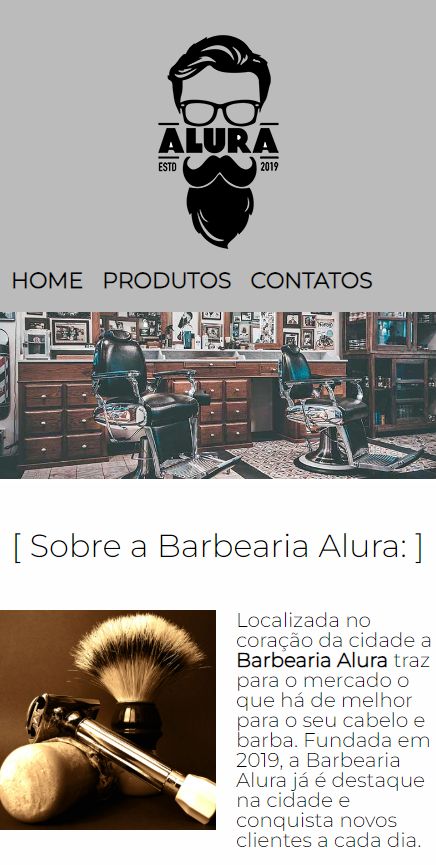 ALURA
ESTD 2019
HOME PRODUTOS CONTATOS
[ Sobre a Barbearia Alura: ]
Localizada no
coração da cidade a
Barbearia Alura traz
para o mercado o
que há de melhor
para o seu cabelo e
barba. Fundada em
2019, a Barbearia
Alura já é destaque
na cidade e
conquista novos
clientes a cada dia.